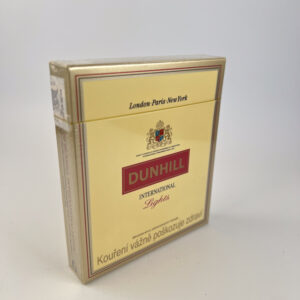 London·Paris·New York
DUNHILL
INTERNATIONAL
Lights
Kouření vážně poškozuje zdraví